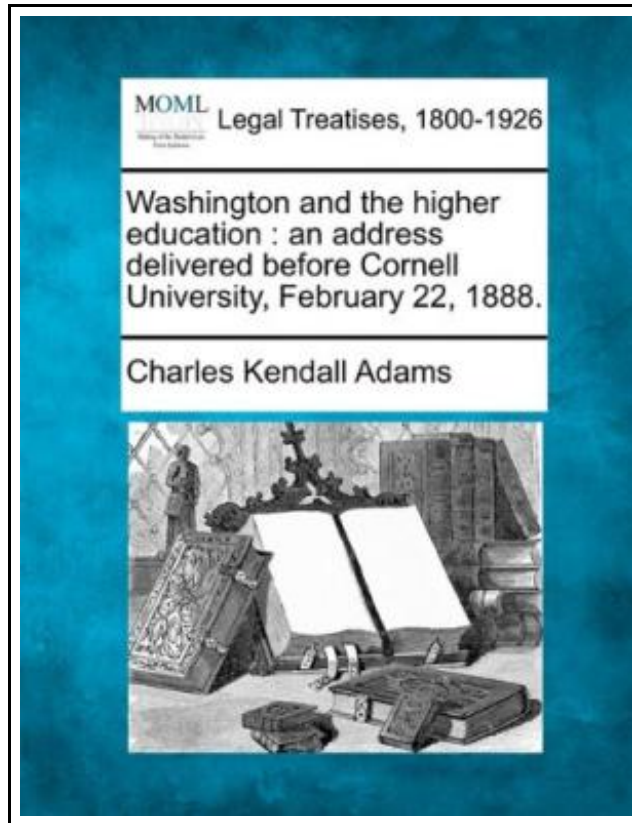 MOML
Legal Treatises, 1800-1926
Washington and the higher
education : an address
delivered before Cornell
University, February 22, 1888.
Charles Kendall Adams